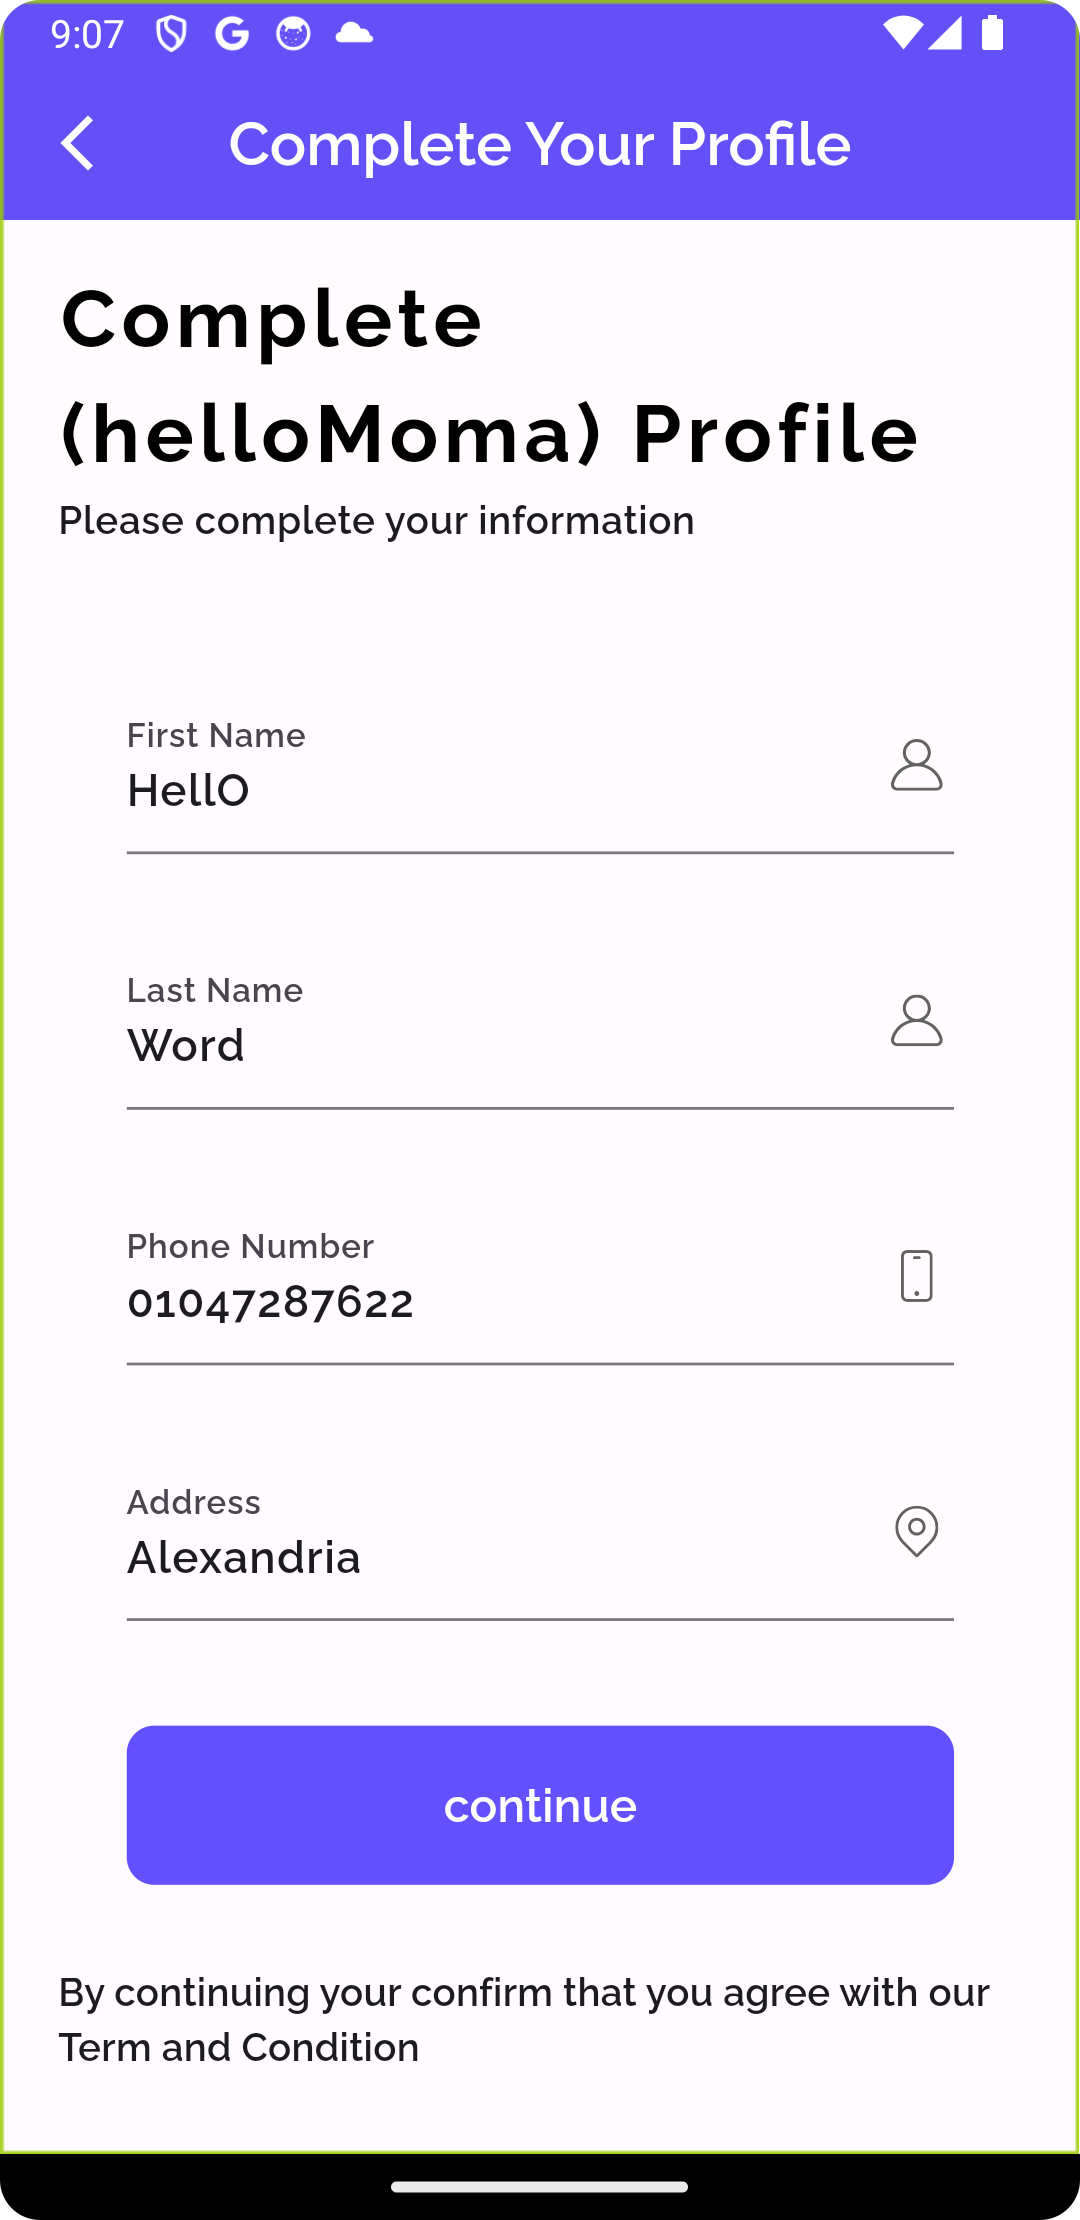 9:07
Complete Your Profile
Complete
(helloMoma) Profile
Please complete your information
First Name
HellO
Last Name
Word
Phone Number
01047287622
Address
Alexandria
continue
By continuing your confirm that you agree with our
Term and Condition